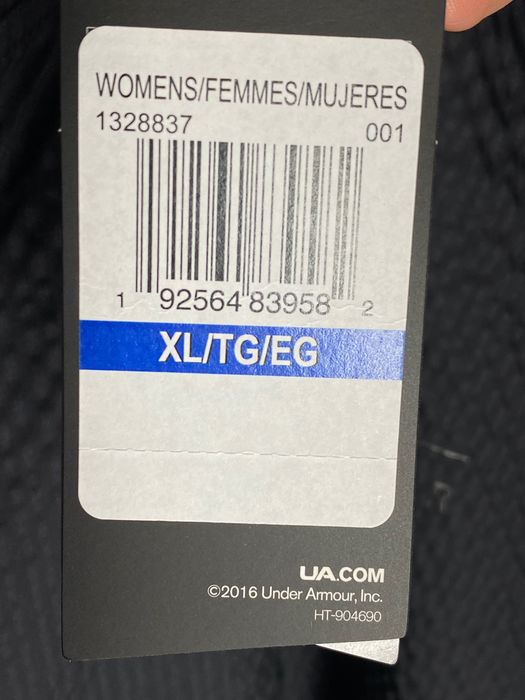 WOMENS/FEMMES/MUJERES
1328837 001
1 92564 83958 2
XL/TG/EG
UA.COM
©2016 Under Armour, Inc.
HT-904690